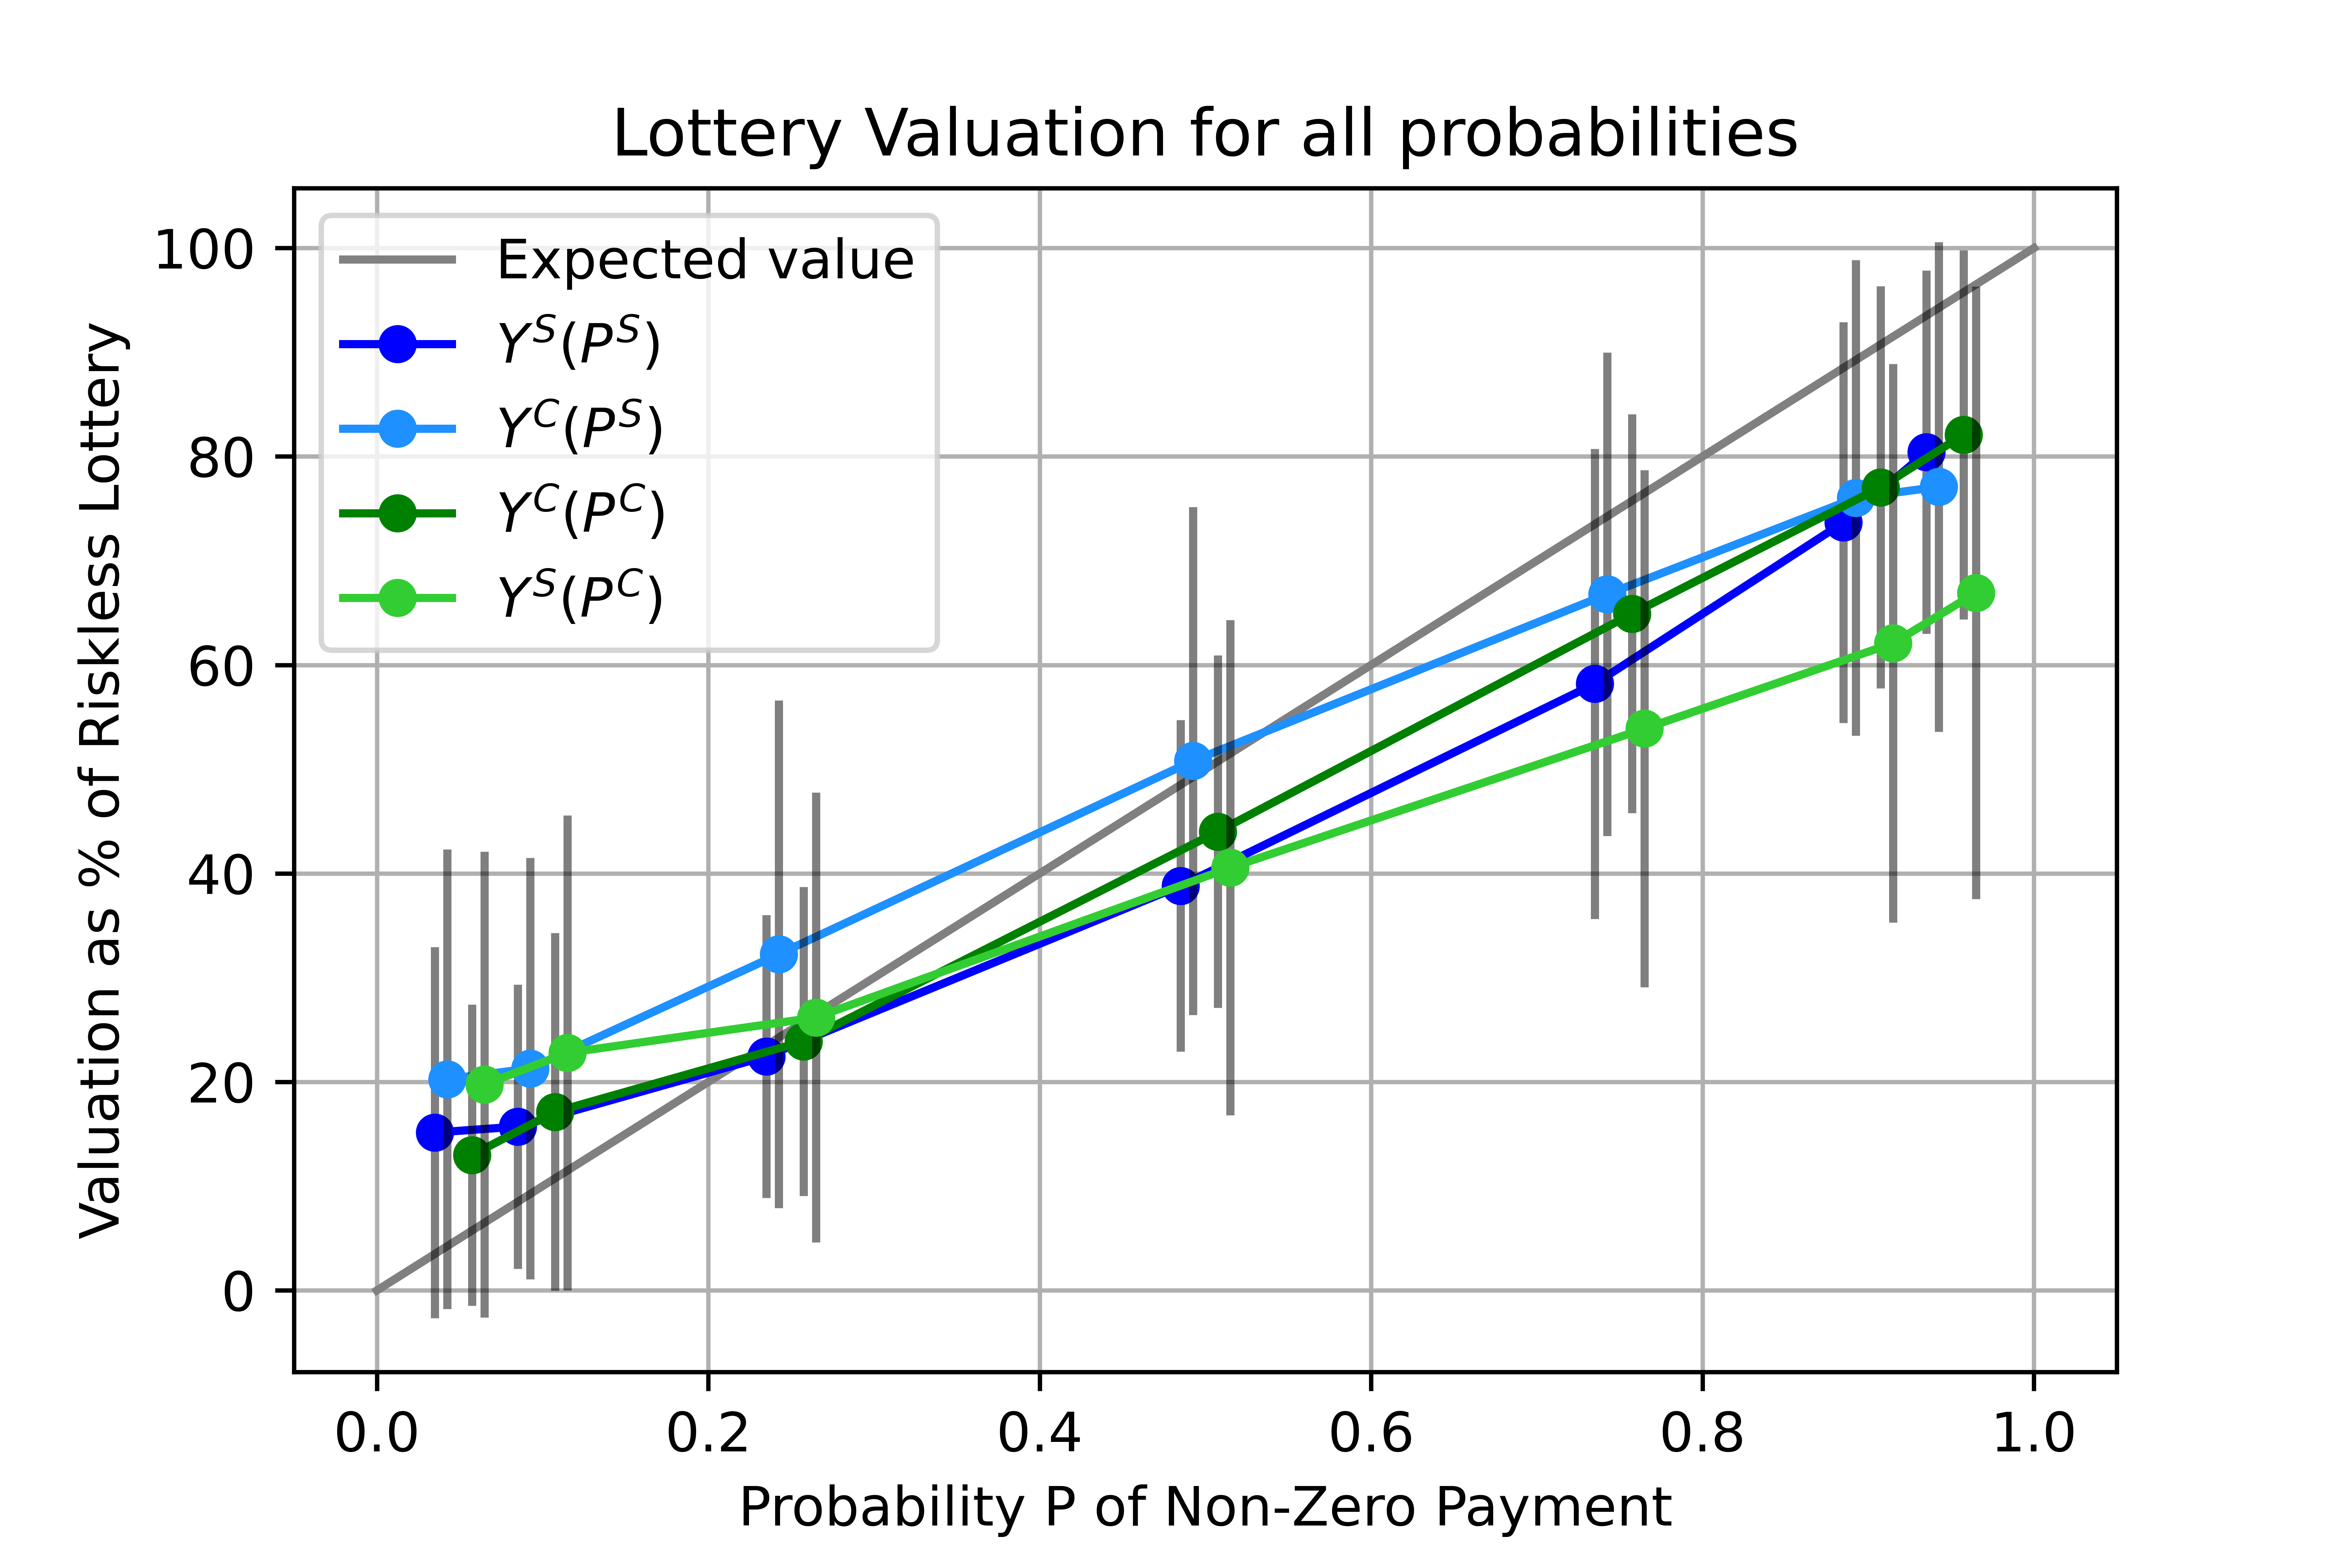 Lottery Valuation for all probabilities
Valuation as % of Riskless Lottery
100
80
60
40
20
0
Expected value
Y^S(P^S)
Y^C(P^S)
Y^C(P^C)
Y^S(P^C)
0.0 0.2 0.4 0.6 0.8 1.0
Probability P of Non-Zero Payment